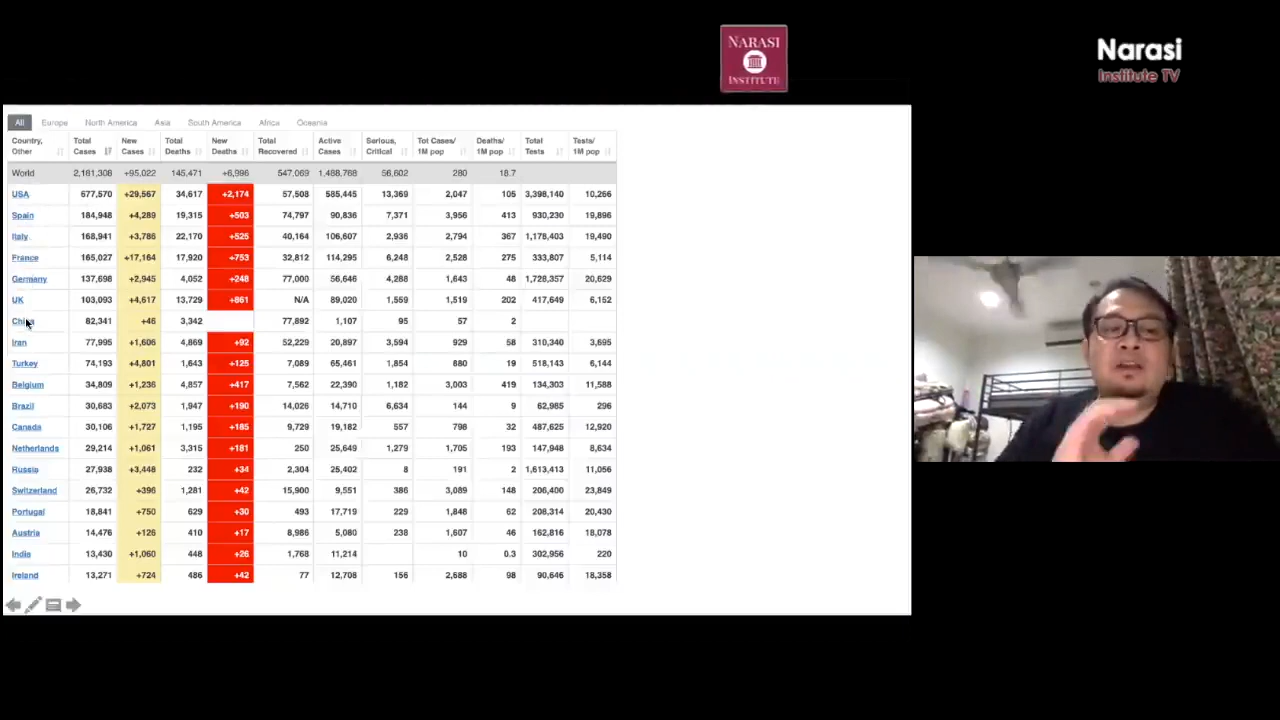 NARASI
INSTITUTE
Narasi
Institute TV
All Europe North America Asia South America Africa Oceania
Country, Other Total Cases New Cases Total Deaths New Deaths Total Recovered Active Cases Serious, Critical Tot Cases/ 1M pop Deaths/ 1M pop Total Tests Tests/ 1M pop
World 2,181,308 +95,022 145,471 +6,996 547,069 1,488,768 56,602 280 18.7
USA 677,570 +29,567 34,617 +2,174 57,508 585,445 13,369 2,047 105 3,398,140 10,266
Spain 184,948 +4,289 19,315 +503 74,797 90,836 7,371 3,956 413 930,230 19,896
Italy 168,941 +3,786 22,170 +525 40,164 106,607 2,936 2,794 367 1,178,403 19,490
France 165,027 +17,164 17,920 +753 32,812 114,295 6,248 2,528 275 333,807 5,114
Germany 137,698 +2,945 4,052 +248 77,000 56,646 4,288 1,643 48 1,728,357 20,629
UK 103,093 +4,617 13,729 +861 N/A 89,020 1,559 1,519 202 417,649 6,152
China 82,341 +46 3,342 77,892 1,107 95 57 2
Iran 77,995 +1,606 4,869 +92 52,229 20,897 3,594 929 58 310,340 3,695
Turkey 74,193 +4,801 1,643 +125 7,089 65,461 1,854 880 19 518,143 6,144
Belgium 34,809 +1,236 4,857 +417 7,562 22,390 1,182 3,003 419 134,303 11,588
Brazil 30,683 +2,073 1,947 +190 14,026 14,710 6,634 144 9 62,985 296
Canada 30,106 +1,727 1,195 +185 9,729 19,182 557 798 32 487,625 12,920
Netherlands 29,214 +1,061 3,315 +181 250 25,649 1,279 1,705 193 147,948 8,634
Russia 27,938 +3,448 232 +34 2,304 25,402 8 191 2 1,613,413 11,056
Switzerland 26,732 +396 1,281 +42 15,900 9,551 386 3,089 148 206,400 23,849
Portugal 18,841 +750 629 +30 493 17,719 229 1,848 62 208,314 20,430
Austria 14,476 +126 410 +17 8,986 5,080 238 1,607 46 162,816 18,078
India 13,430 +1,060 448 +26 1,768 11,214 10 0.3 302,956 220
Ireland 13,271 +724 486 +42 77 12,708 156 2,688 98 90,646 18,358